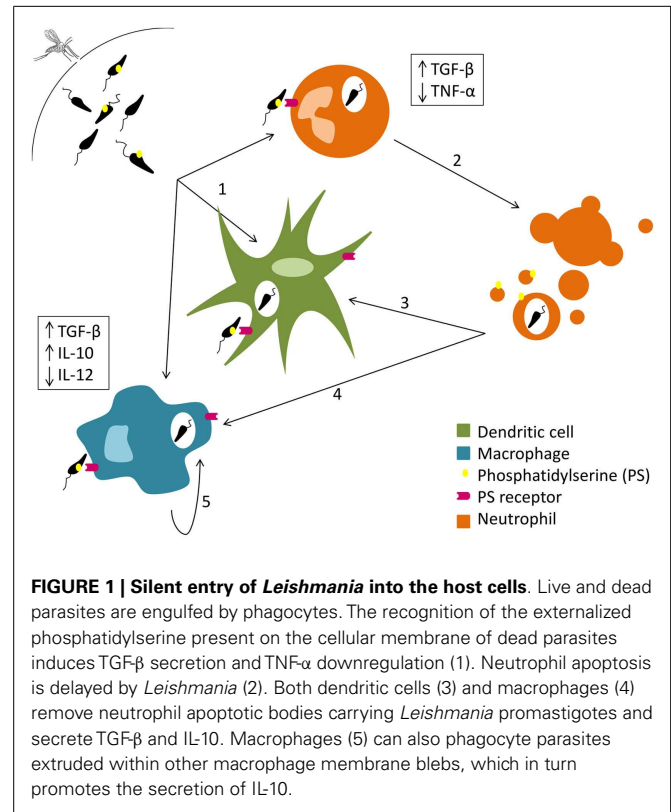 ↑ TGF-β
↓ TNF-α
1
2
3
↑ TGF-β
↑ IL-10
↓ IL-12
4
5
Dendritic cell
Macrophage
Phosphatidylserine (PS)
PS receptor
Neutrophil
FIGURE 1 | Silent entry of Leishmania into the host cells. Live and dead
parasites are engulfed by phagocytes. The recognition of the externalized
phosphatidylserine present on the cellular membrane of dead parasites
induces TGF-β secretion and TNF-α downregulation (1). Neutrophil apoptosis
is delayed by Leishmania (2). Both dendritic cells (3) and macrophages (4)
remove neutrophil apoptotic bodies carrying Leishmania promastigotes and
secrete TGF-β and IL-10. Macrophages (5) can also phagocyte parasites
extruded within other macrophage membrane blebs, which in turn
promotes the secretion of IL-10.